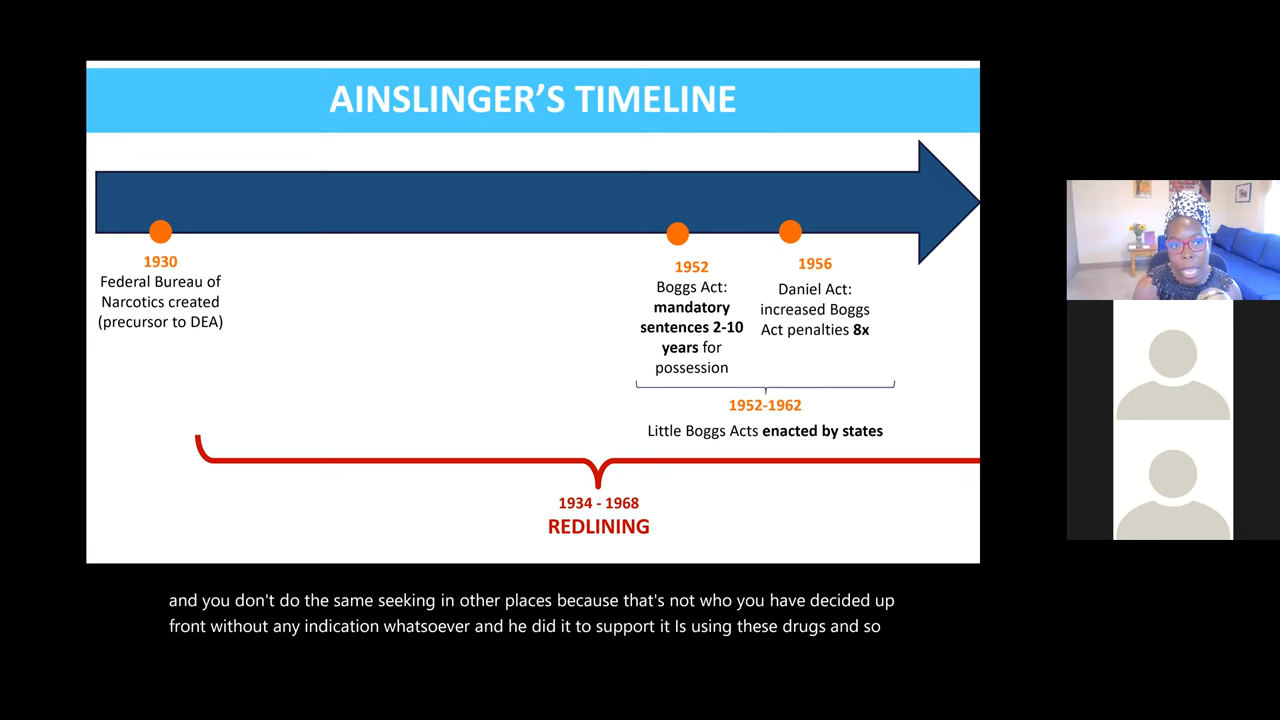 AINSLINGER'S TIMELINE
1930
Federal Bureau of
Narcotics created
(precursor to DEA)
1952
Boggs Act:
mandatory
sentences 2-10
years for
possession
1956
Daniel Act:
increased Boggs
Act penalties 8x
1952-1962
Little Boggs Acts enacted by states
1934 - 1968
REDLINING
and you don't do the same seeking in other places because that's not who you have decided up
front without any indication whatsoever and he did it to support it Is using these drugs and so